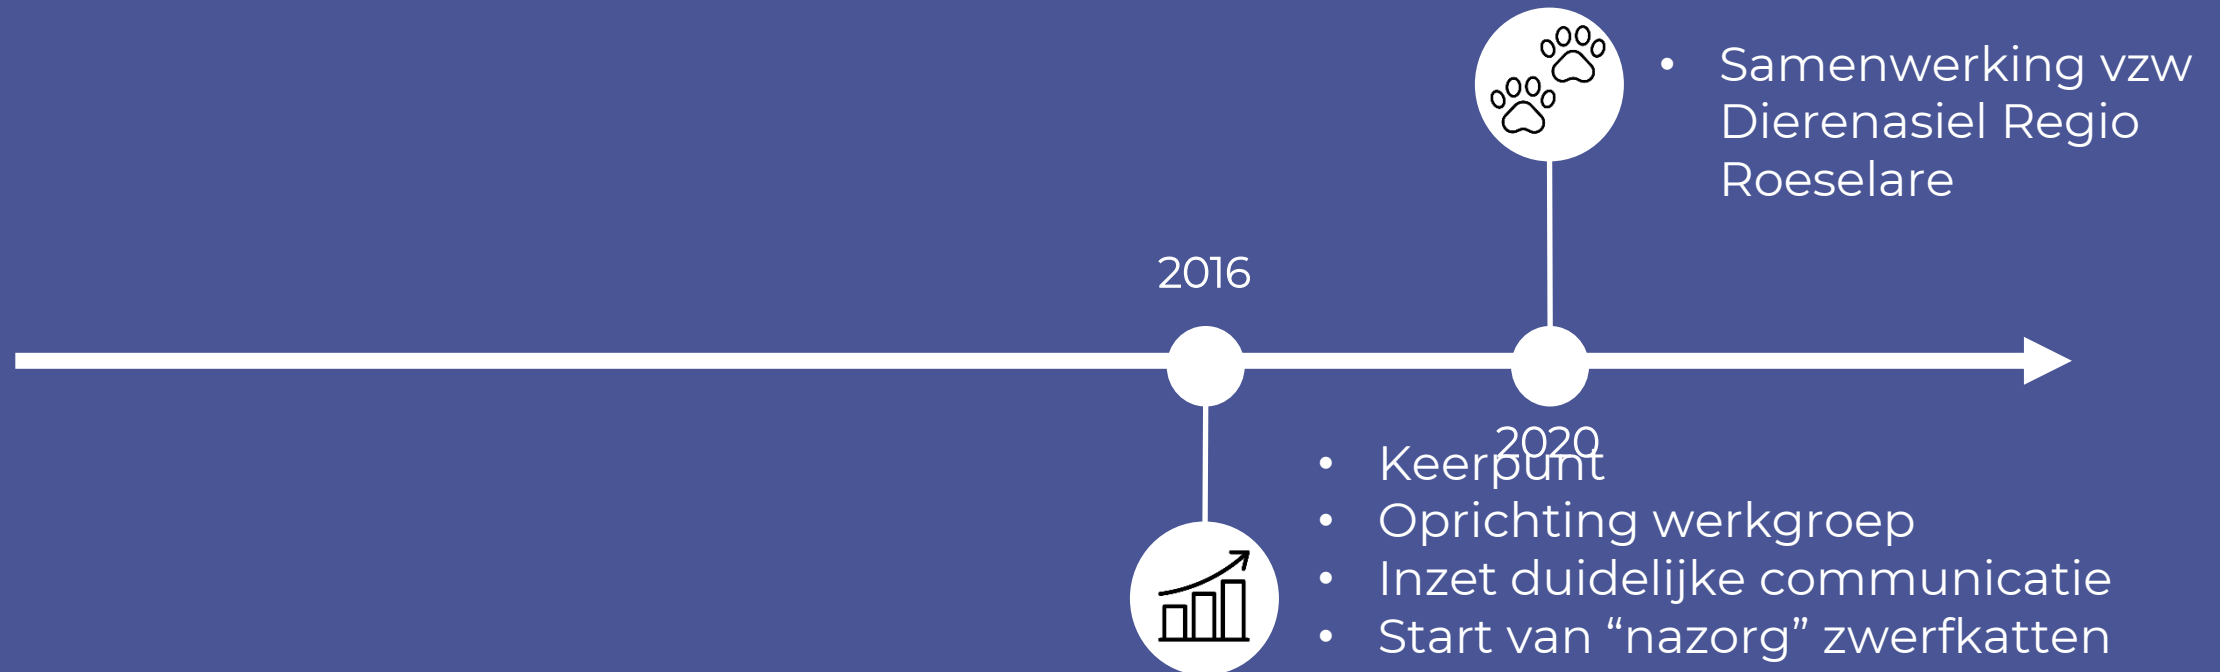 • Samenwerking vzw
Dierenasiel Regio
Roeselare
2016
2020
• Keerpunt
• Oprichting werkgroep
• Inzet duidelijke communicatie
• Start van “nazorg” zwerfkatten